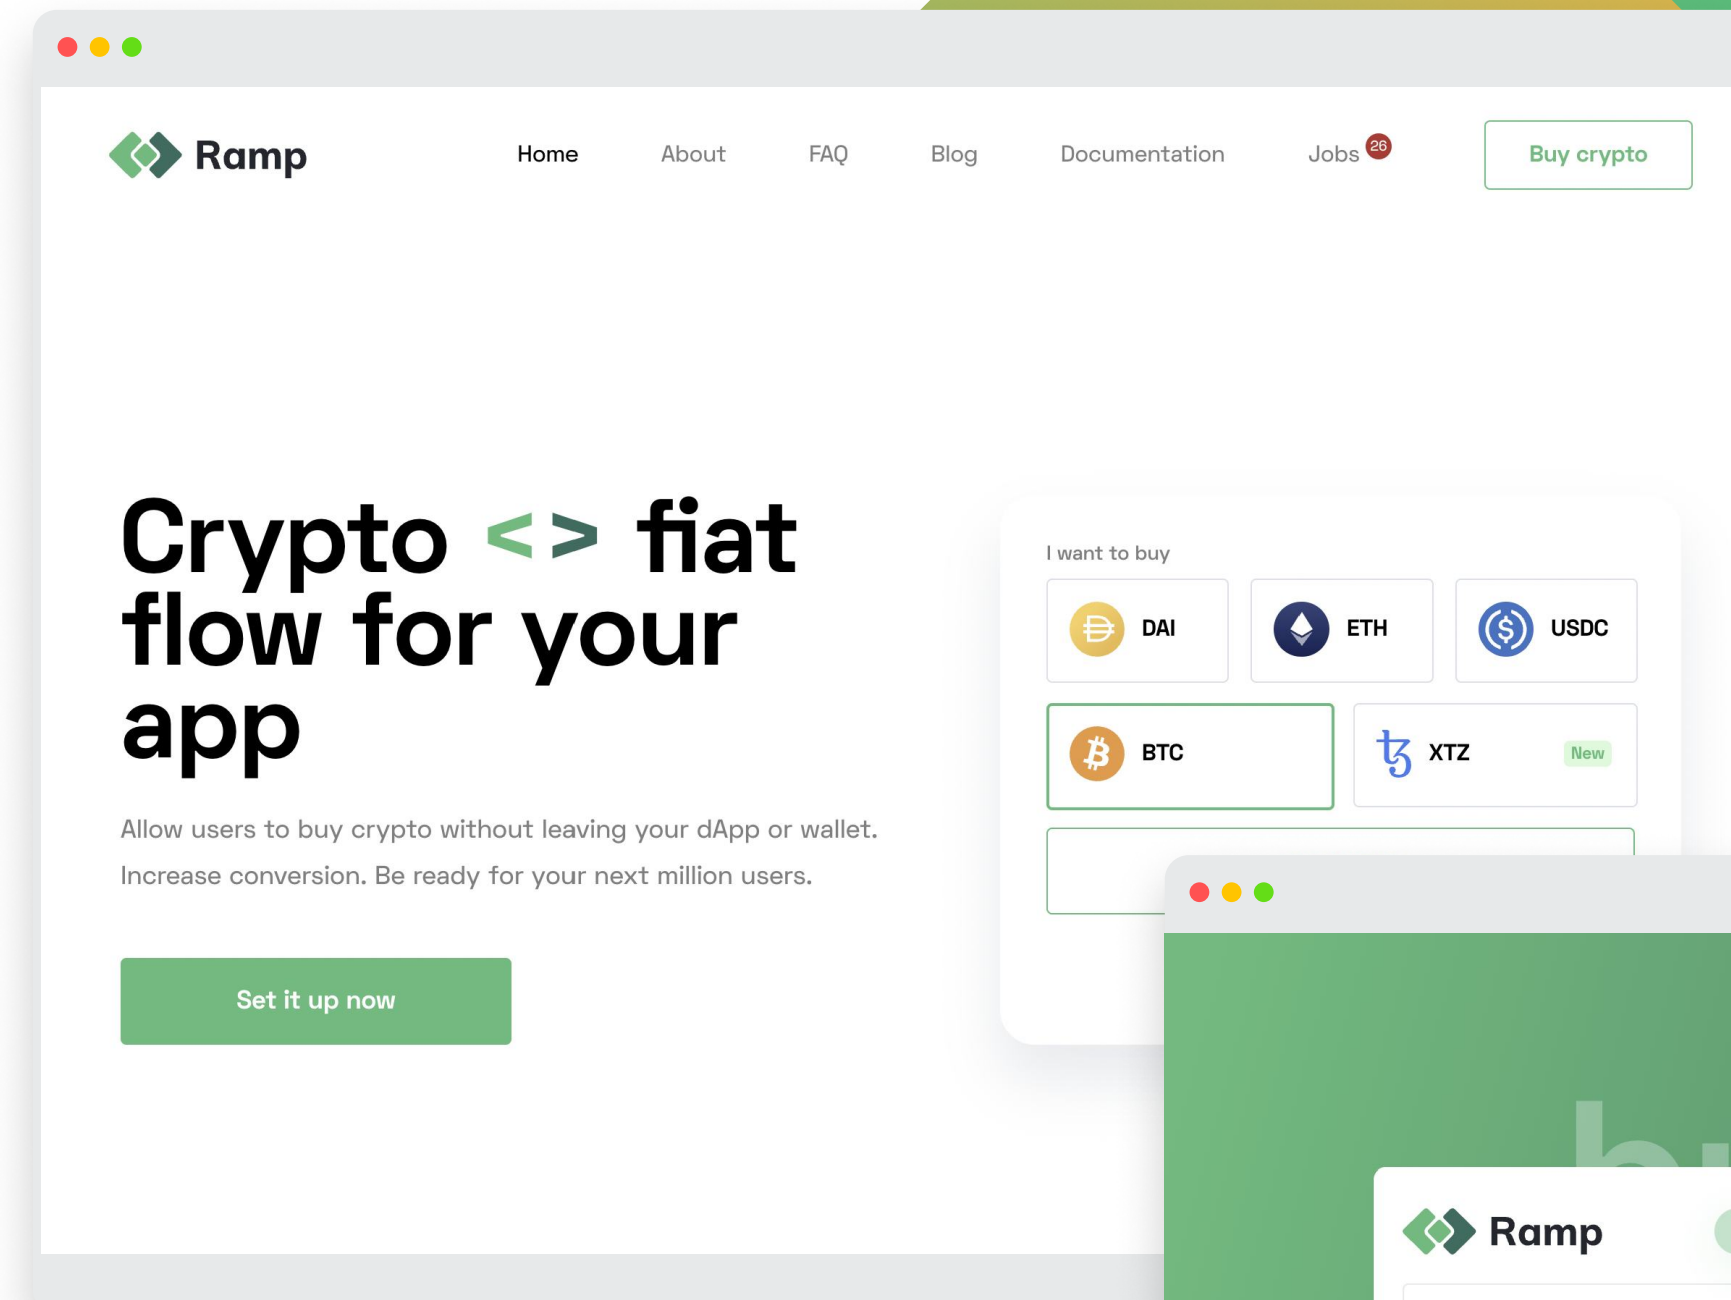 Ramp
Home
About
FAQ
Blog
Documentation
Jobs 26
Buy crypto
Crypto <> fiat
flow for your
app
Allow users to buy crypto without leaving your dApp or wallet.
Increase conversion. Be ready for your next million users.
Set it up now
I want to buy
DAI
ETH
USDC
BTC
XTZ
New
Ramp